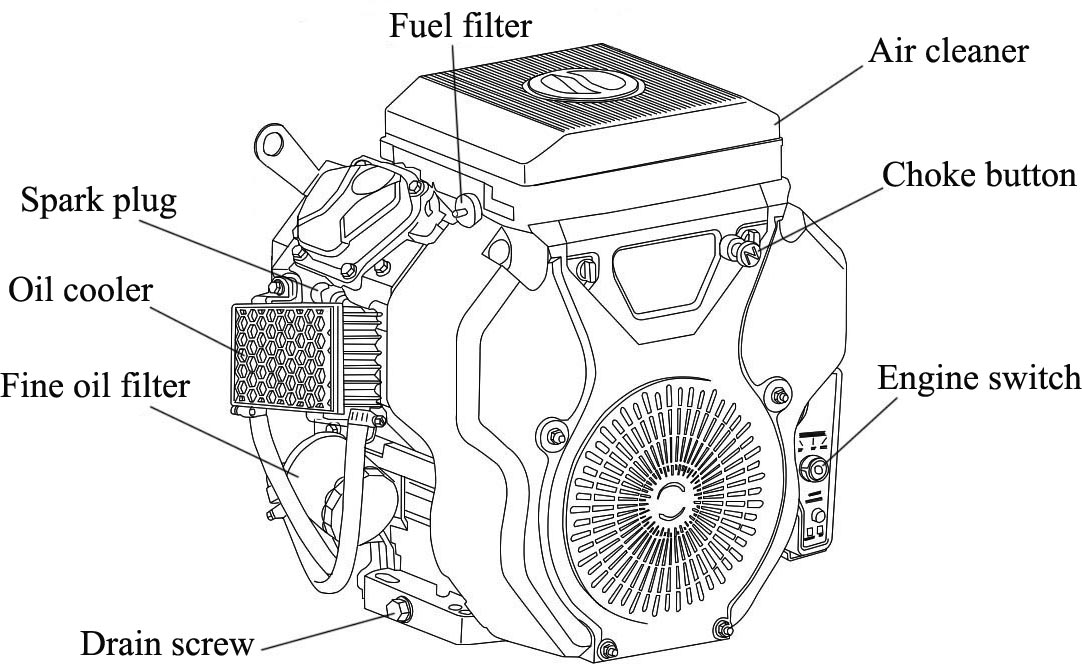 Fuel filter
Air cleaner
Choke button
Spark plug
Oil cooler
Fine oil filter
Engine switch
Drain screw